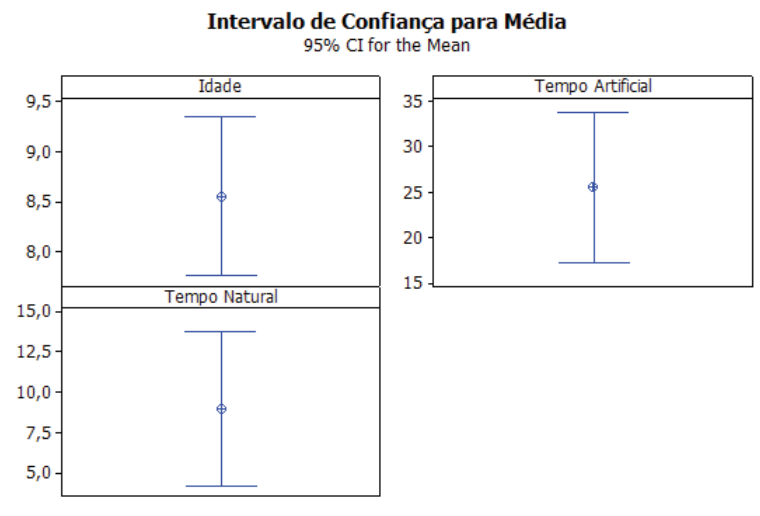 Intervalo de Confiança para Média
95% CI for the Mean
Idade
9,5
9,0
8,5
8,0
Tempo Artificial
35
30
25
20
15
Tempo Natural
15,0
12,5
10,0
7,5
5,0